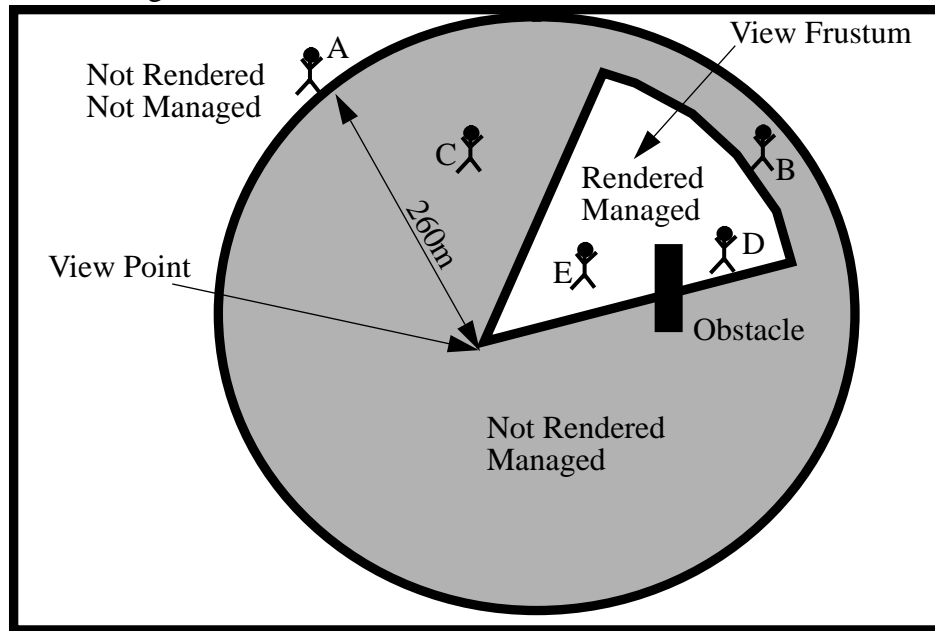 A
View Frustum
Not Rendered
Not Managed
C
B
Rendered
Managed
260m
D
E
View Point
Obstacle
Not Rendered
Managed